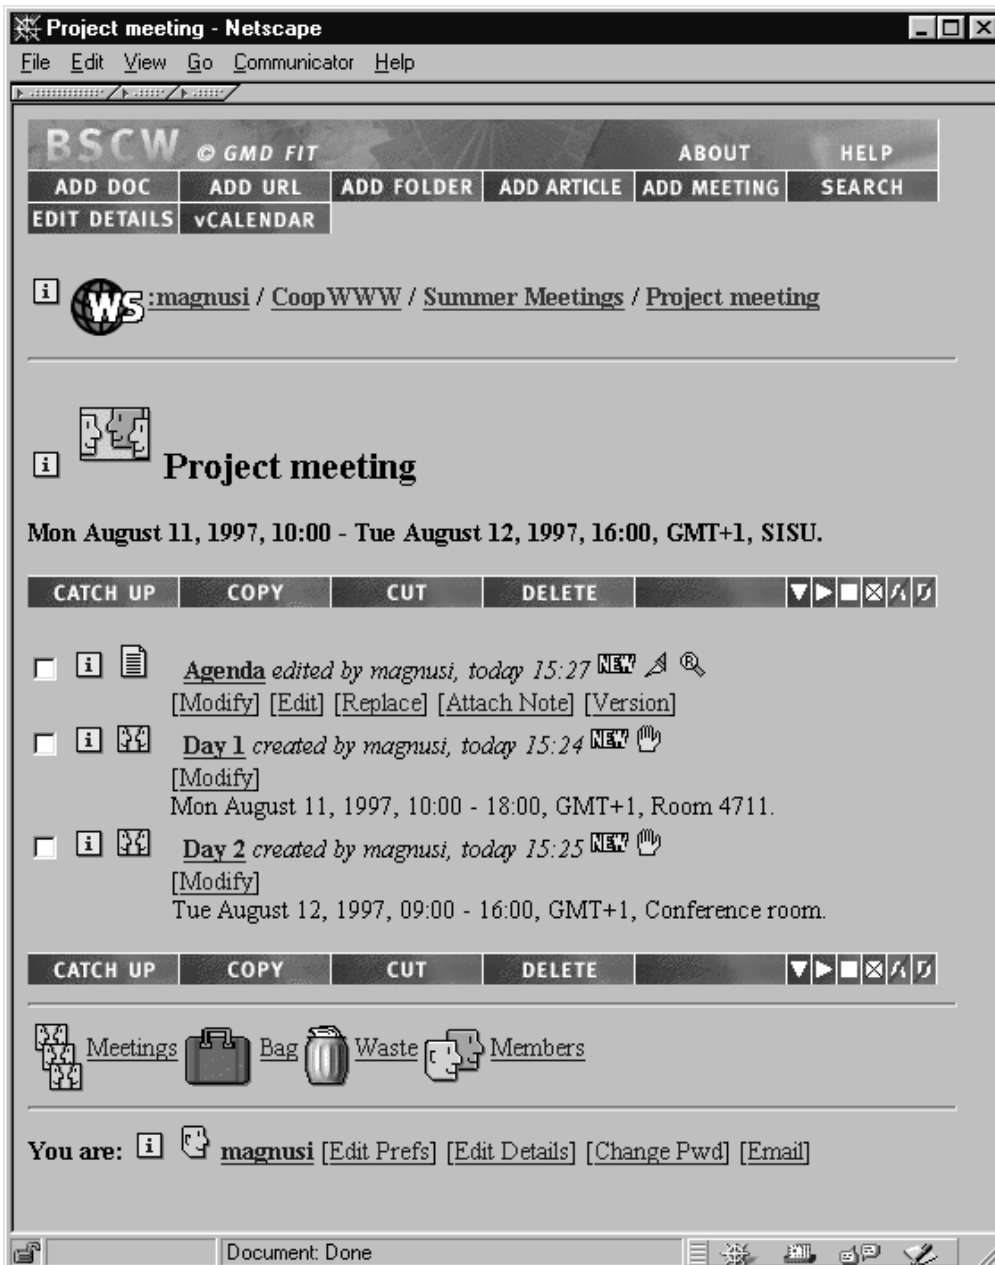 Project meeting - Netscape
File Edit View Go Communicator Help
BSCW © GMD FIT ABOUT HELP
ADD DOC ADD URL ADD FOLDER ADD ARTICLE ADD MEETING SEARCH
EDIT DETAILS vCALENDAR
i WS :magnusi / CoopWWW / Summer Meetings / Project meeting
i Project meeting
Mon August 11, 1997, 10:00 - Tue August 12, 1997, 16:00, GMT+1, SISU.
CATCH UP COPY CUT DELETE
i Agenda edited by magnusi, today 15:27 NEW
[Modify] [Edit] [Replace] [Attach Note] [Version]
i Day 1 created by magnusi, today 15:24 NEW
[Modify]
Mon August 11, 1997, 10:00 - 18:00, GMT+1, Room 4711.
i Day 2 created by magnusi, today 15:25 NEW
[Modify]
Tue August 12, 1997, 09:00 - 16:00, GMT+1, Conference room.
CATCH UP COPY CUT DELETE
Meetings Bag Waste Members
You are: i magnusi [Edit Prefs] [Edit Details] [Change Pwd] [Email]
Document: Done